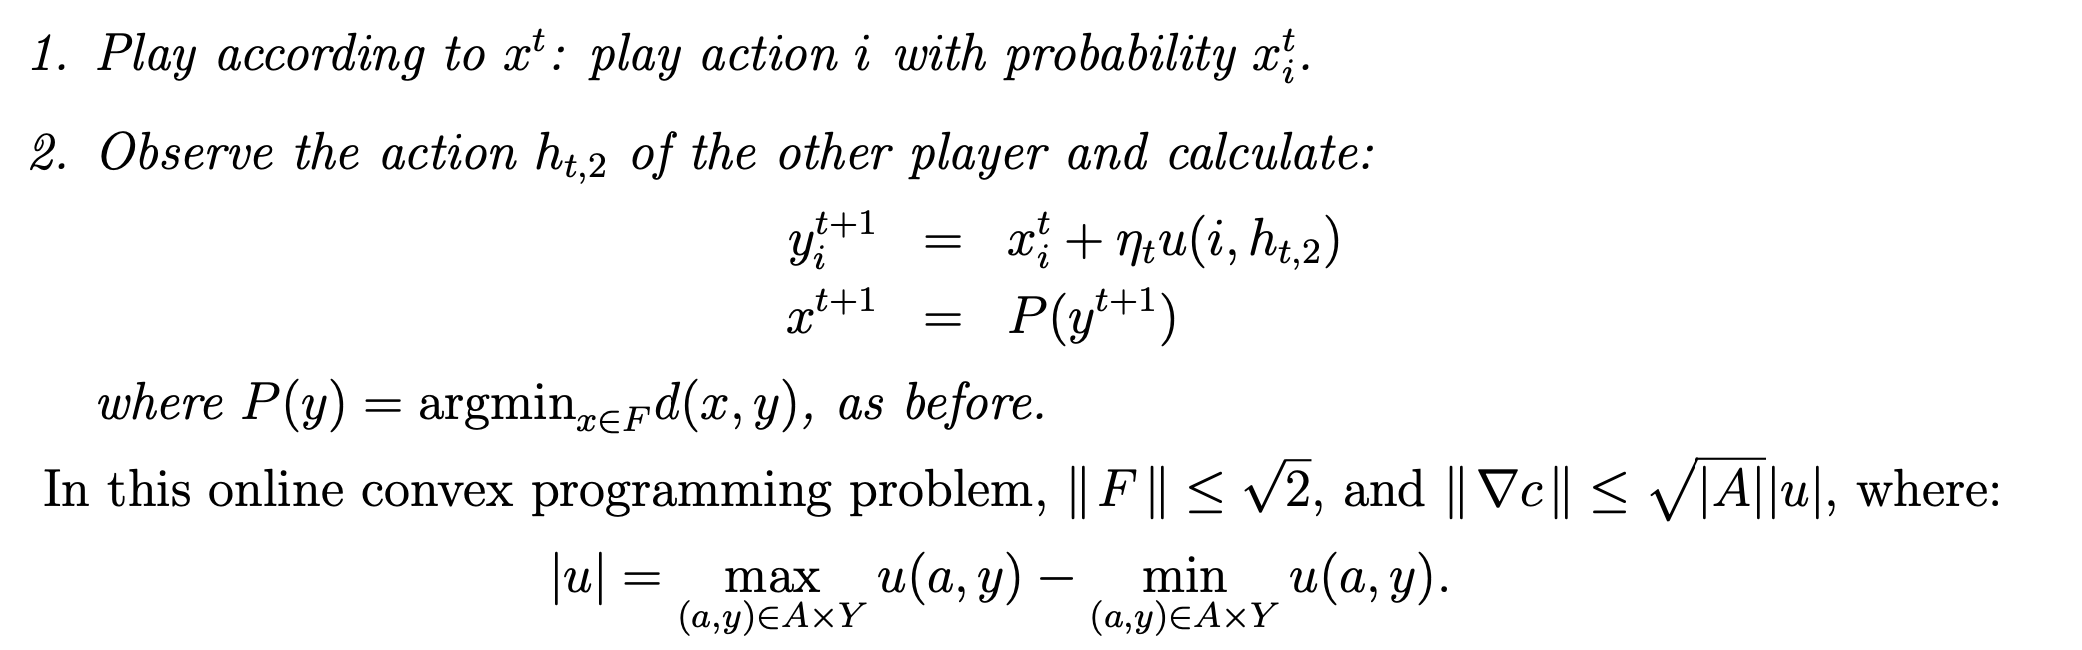 1. Play according to x^t: play action i with probability x_i^t.
2. Observe the action h_{t,2} of the other player and calculate:
y_i^{t+1} = x_i^t + η_t u(i, h_{t,2})
x^{t+1} = P(y^{t+1})
where P(y) = argmin_{x∈F} d(x, y), as before.
In this online convex programming problem, ‖F‖ ≤ √2, and ‖∇c‖ ≤ √|A||u|, where:
|u| = max_{(a,y)∈A×Y} u(a, y) − min_{(a,y)∈A×Y} u(a, y).